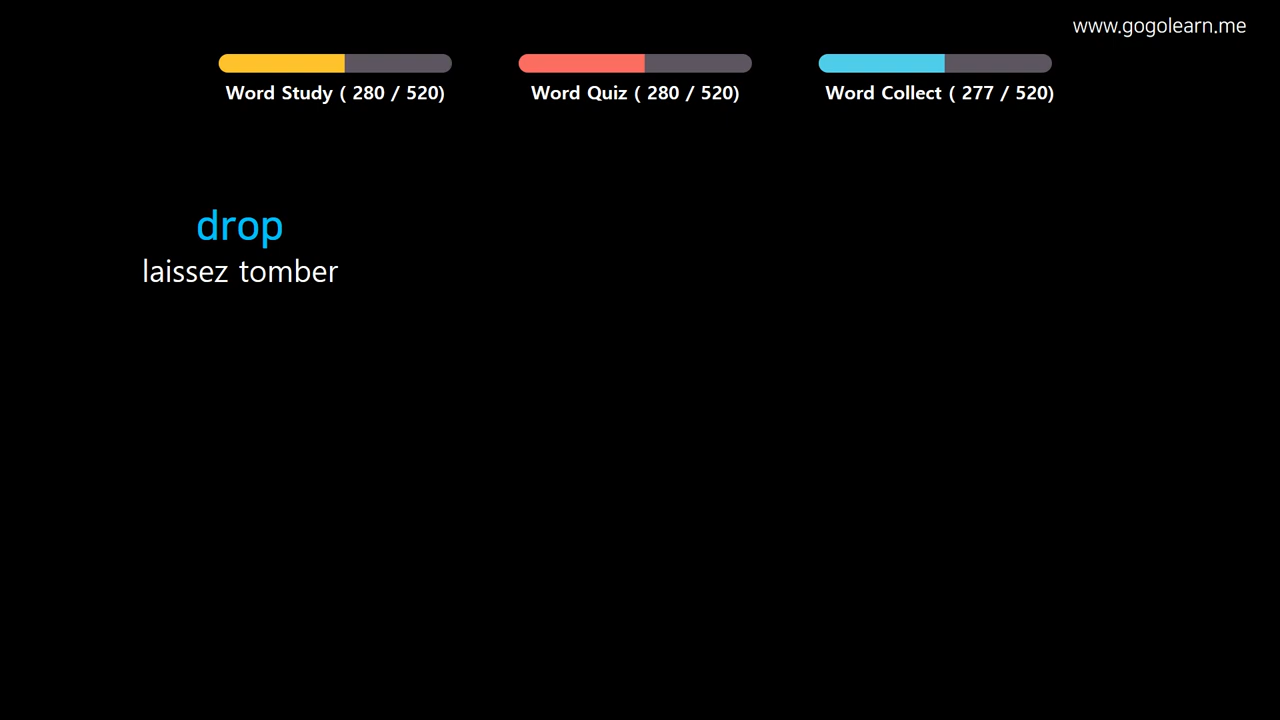 www.gogolearn.me
Word Study ( 280 / 520)
Word Quiz ( 280 / 520)
Word Collect ( 277 / 520)
drop
laissez tomber